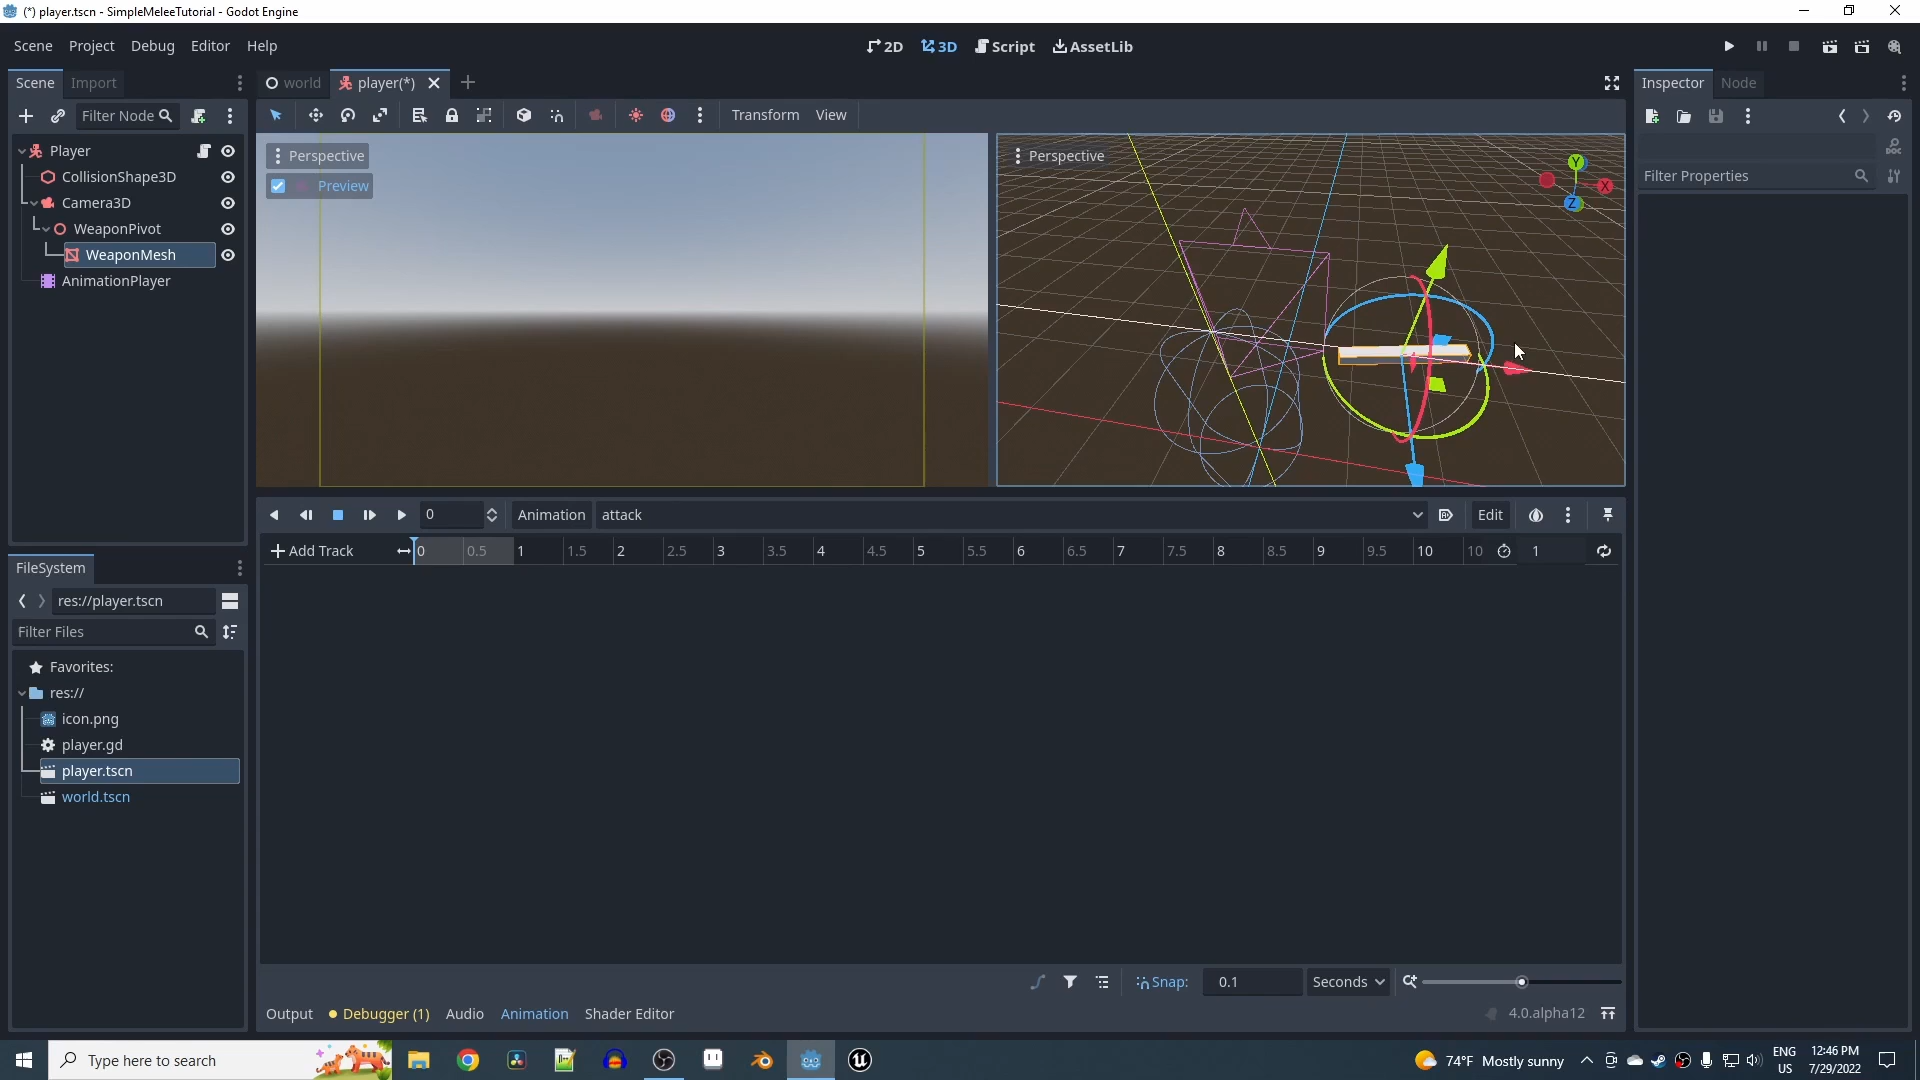 (*) player.tscn - SimpleMeleeTutorial - Godot Engine
Scene Project Debug Editor Help
2D 3D Script AssetLib
Scene Import
world player(*)
Inspector Node
Filter Node
Transform View
Perspective
Preview
Perspective
Y X Z
Filter Properties
Player
CollisionShape3D
Camera3D
WeaponPivot
WeaponMesh
AnimationPlayer
0 Animation attack Edit
Add Track 0 0.5 1 1.5 2 2.5 3 3.5 4 4.5 5 5.5 6 6.5 7 7.5 8 8.5 9 9.5 10 10 1
FileSystem
res://player.tscn
Filter Files
Favorites:
res://
icon.png
player.gd
player.tscn
world.tscn
Snap: 0.1 Seconds
Output Debugger (1) Audio Animation Shader Editor 4.0.alpha12
Type here to search
74°F Mostly sunny
ENG
US
12:46 PM
7/29/2022